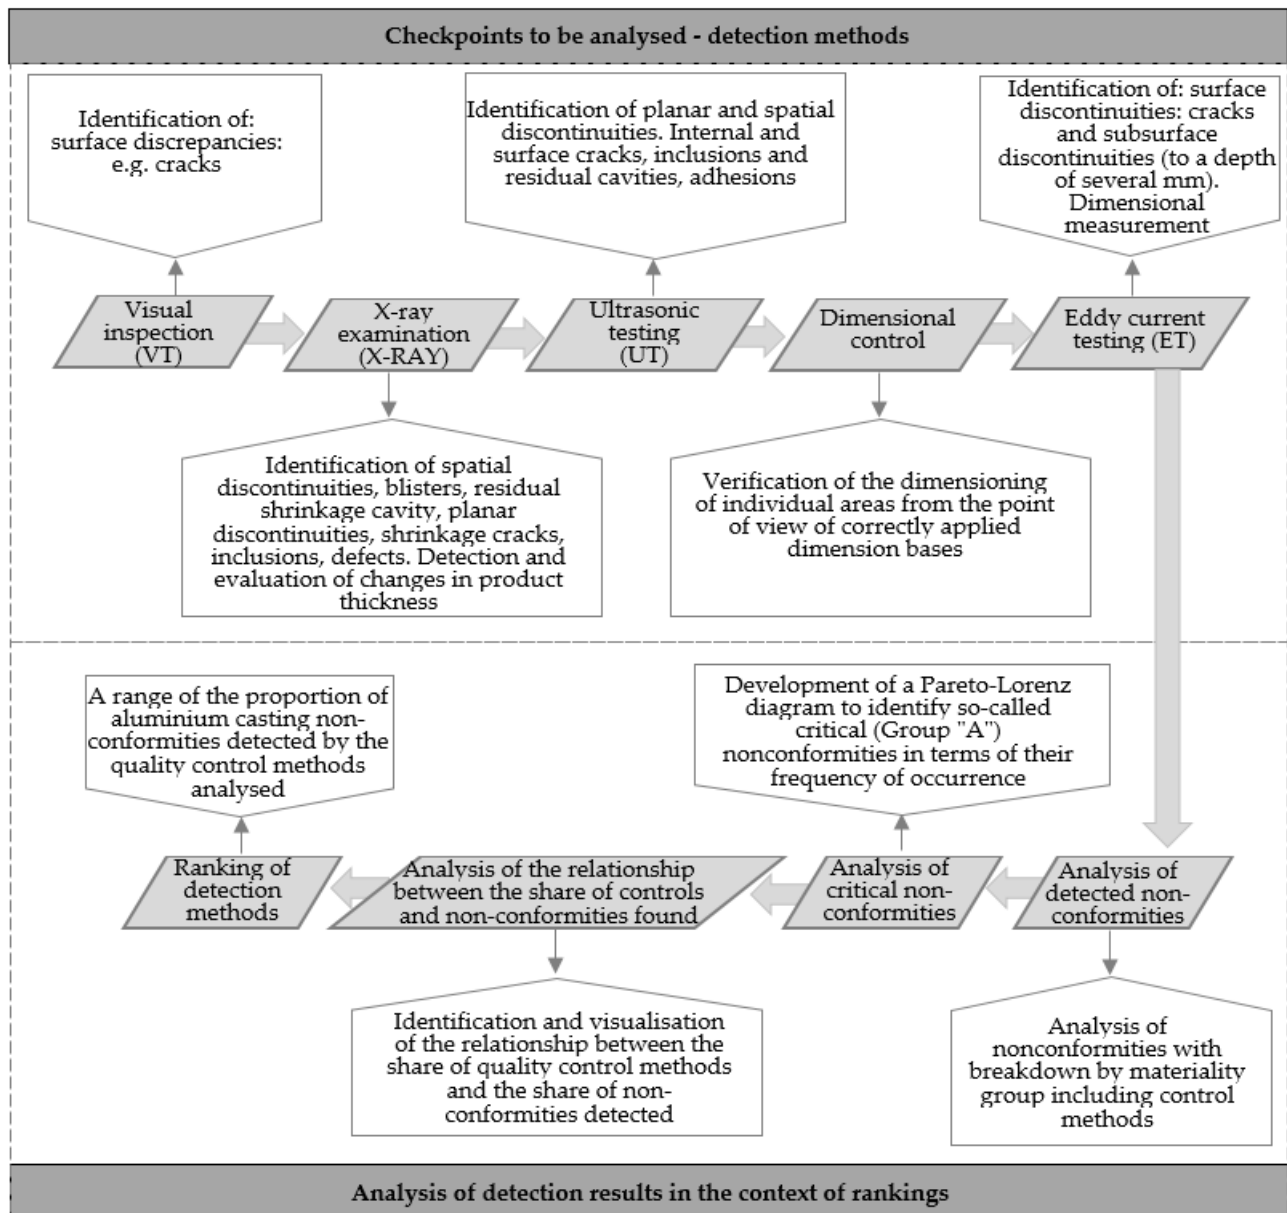 Checkpoints to be analysed - detection methods
Identification of:
surface discrepancies:
e.g. cracks
Identification of planar and spatial
discontinuities. Internal and
surface cracks, inclusions and
residual cavities, adhesions
Identification of: surface
discontinuities: cracks
and subsurface
discontinuities (to a depth
of several mm).
Dimensional
measurement
Visual
inspection
(VT)
X-ray
examination
(X-RAY)
Ultrasonic
testing
(UT)
Dimensional
control
Eddy current
testing (ET)
Identification of spatial
discontinuities, blisters, residual
shrinkage cavity, planar
discontinuities, shrinkage cracks,
inclusions, defects. Detection and
evaluation of changes in product
thickness
Verification of the dimensioning
of individual areas from the point
of view of correctly applied
dimension bases
A range of the proportion of
aluminium casting non-
conformities detected by the
quality control methods
analysed
Development of a Pareto-Lorenz
diagram to identify so-called
critical (Group "A")
nonconformities in terms of their
frequency of occurrence
Ranking of
detection
methods
Analysis of the relationship
between the share of controls
and non-conformities found
Analysis of
critical non-
conformities
Analysis of
detected non-
conformities
Identification and visualisation
of the relationship between the
share of quality control methods
and the share of non-
conformities detected
Analysis of
nonconformities with
breakdown by materiality
group including control
methods
Analysis of detection results in the context of rankings